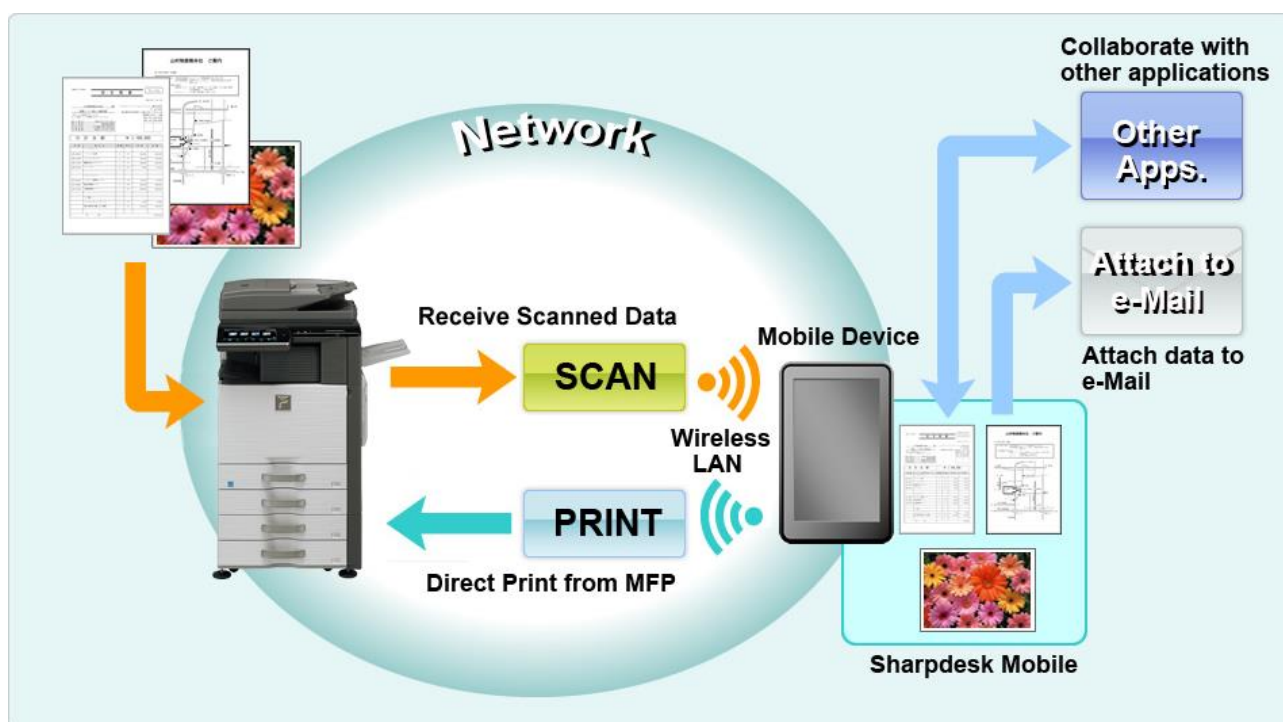 Collaborate with
other applications
Other
Apps.
Network
Attach to
e-Mail
Attach data to
e-Mail
Receive Scanned Data
SCAN
Mobile Device
Wireless
LAN
PRINT
Direct Print from MFP
Sharpdesk Mobile